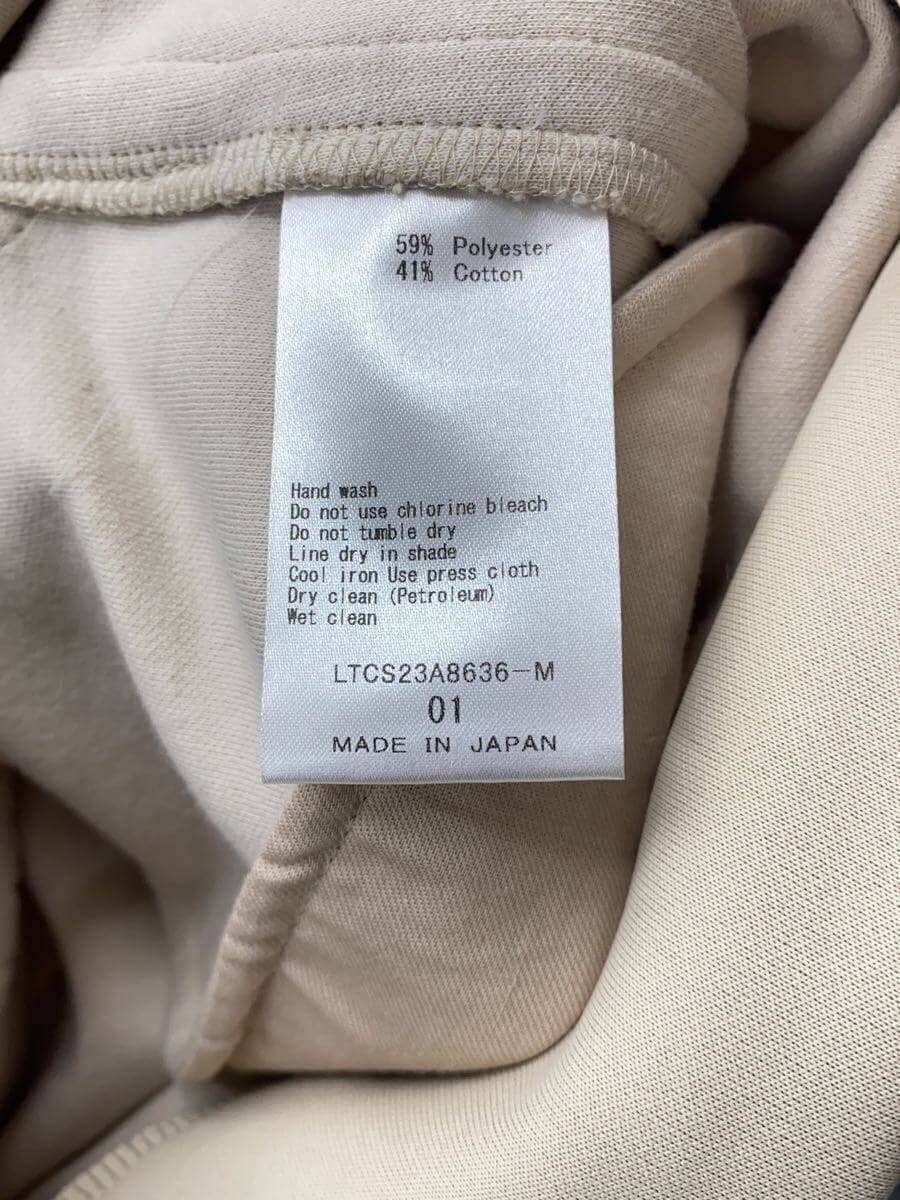 59% Polyester
41% Cotton
Hand wash
Do not use chlorine bleach
Do not tumble dry
Line dry in shade
Cool iron Use press cloth
Dry clean (Petroleum)
Wet clean
LTCS23A8636-M
01
MADE IN JAPAN